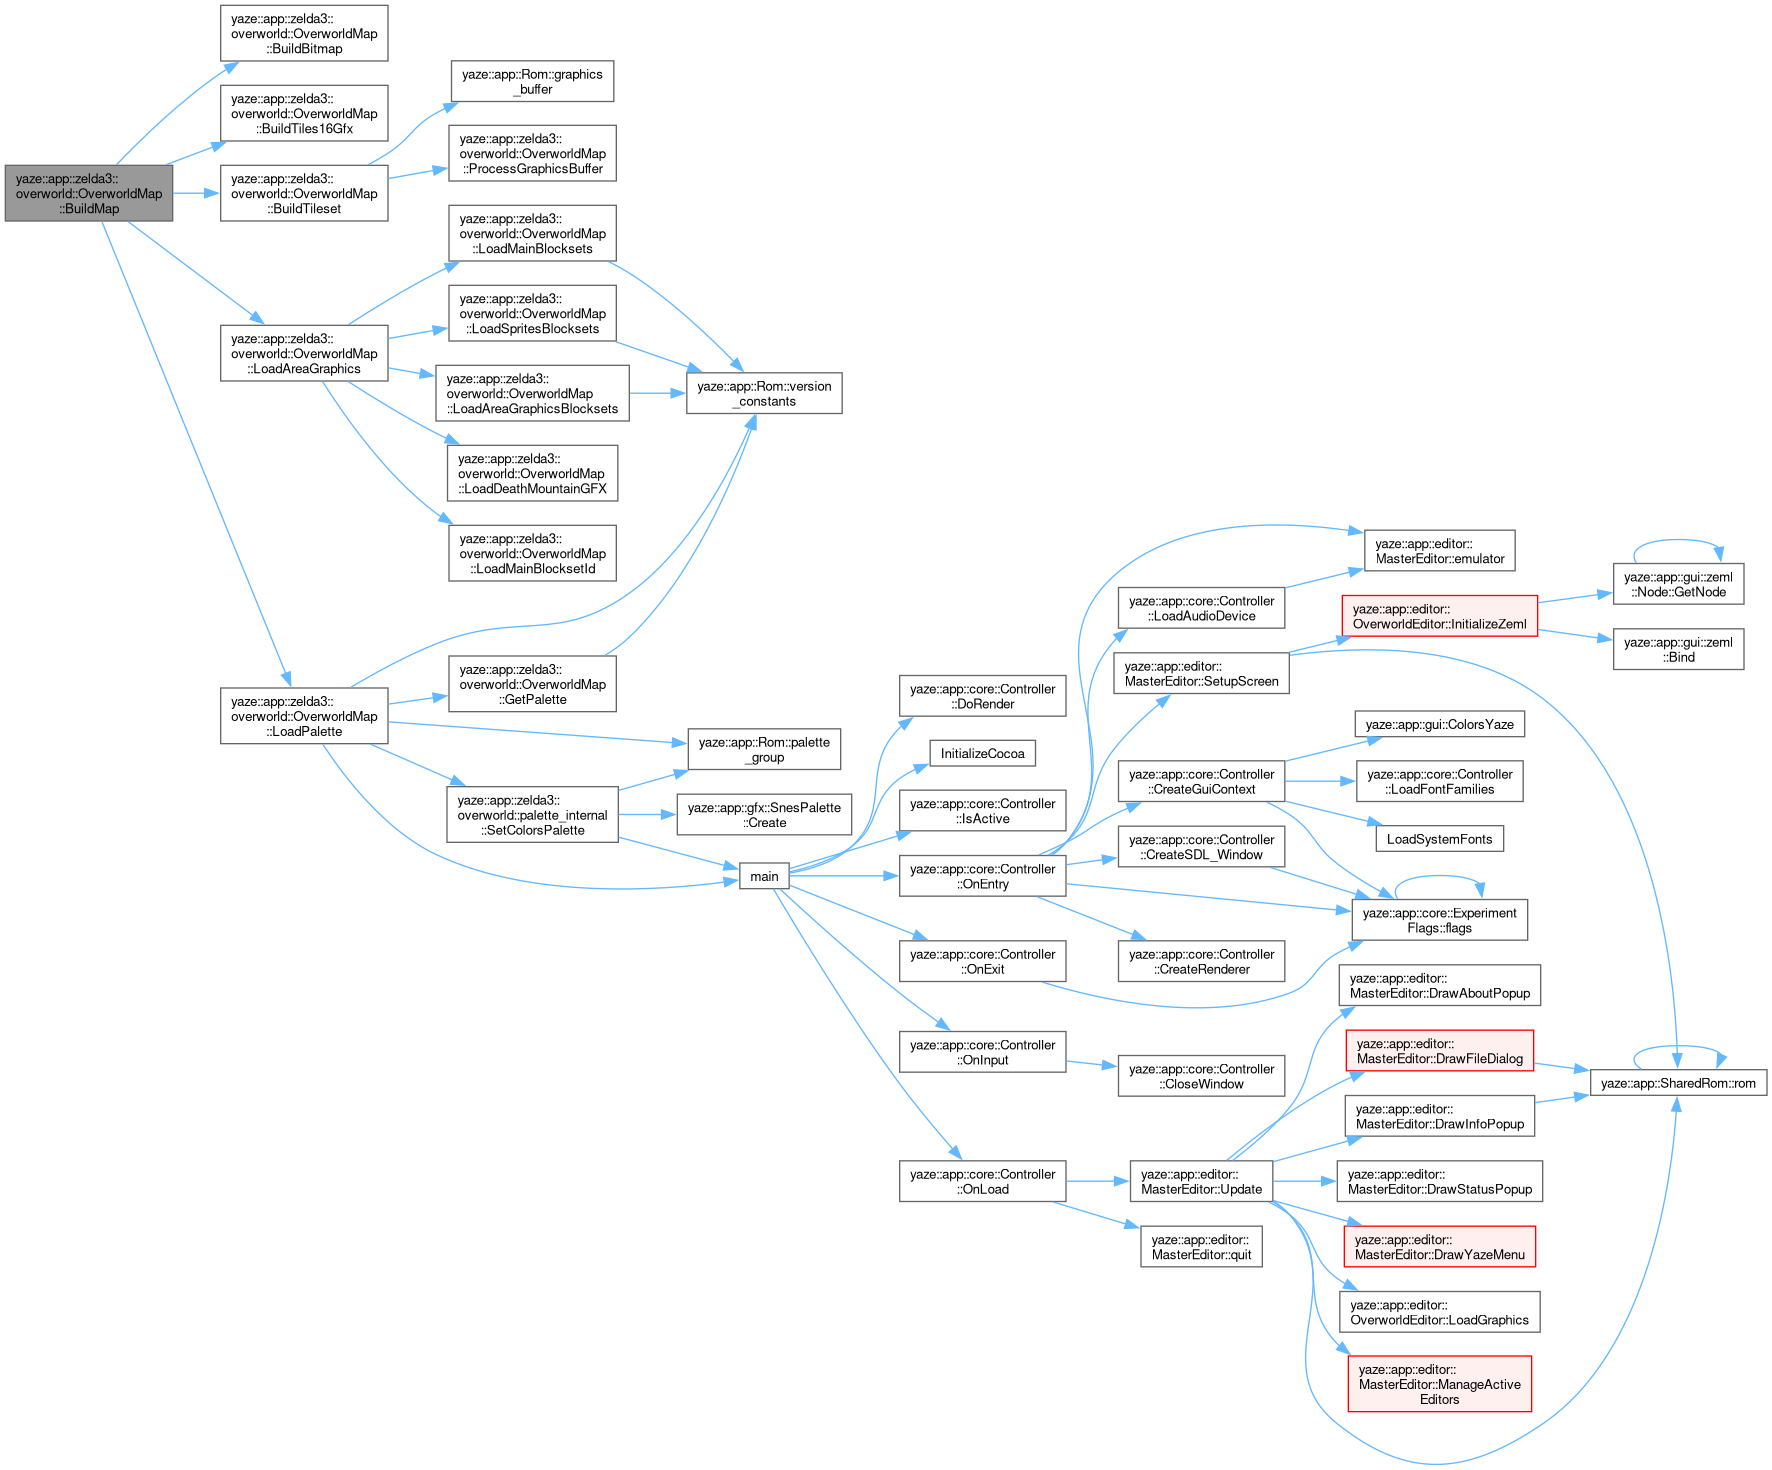 yaze::app::zelda3::
overworld::OverworldMap
::BuildMap
yaze::app::zelda3::
overworld::OverworldMap
::BuildBitmap
yaze::app::zelda3::
overworld::OverworldMap
::BuildTiles16Gfx
yaze::app::zelda3::
overworld::OverworldMap
::BuildTileset
yaze::app::Rom::graphics
_buffer
yaze::app::zelda3::
overworld::OverworldMap
::ProcessGraphicsBuffer
yaze::app::zelda3::
overworld::OverworldMap
::LoadAreaGraphics
yaze::app::zelda3::
overworld::OverworldMap
::LoadMainBlocksets
yaze::app::zelda3::
overworld::OverworldMap
::LoadSpritesBlocksets
yaze::app::zelda3::
overworld::OverworldMap
::LoadAreaGraphicsBlocksets
yaze::app::zelda3::
overworld::OverworldMap
::LoadDeathMountainGFX
yaze::app::zelda3::
overworld::OverworldMap
::LoadMainBlocksetId
yaze::app::Rom::version
_constants
yaze::app::zelda3::
overworld::OverworldMap
::LoadPalette
yaze::app::zelda3::
overworld::OverworldMap
::GetPalette
yaze::app::Rom::palette
_group
yaze::app::zelda3::
overworld::palette_internal
::SetColorsPalette
yaze::app::gfx::SnesPalette
::Create
main
yaze::app::core::Controller
::DoRender
InitializeCocoa
yaze::app::core::Controller
::IsActive
yaze::app::core::Controller
::OnEntry
yaze::app::core::Controller
::OnExit
yaze::app::core::Controller
::OnInput
yaze::app::core::Controller
::OnLoad
yaze::app::core::Controller
::LoadAudioDevice
yaze::app::editor::
MasterEditor::SetupScreen
yaze::app::core::Controller
::CreateGuiContext
yaze::app::core::Controller
::CreateSDL_Window
yaze::app::core::Controller
::CreateRenderer
yaze::app::core::Controller
::CloseWindow
yaze::app::editor::
MasterEditor::Update
yaze::app::editor::
MasterEditor::quit
yaze::app::editor::
MasterEditor::emulator
yaze::app::editor::
OverworldEditor::InitializeZeml
yaze::app::gui::ColorsYaze
yaze::app::core::Controller
::LoadFontFamilies
LoadSystemFonts
yaze::app::core::Experiment
Flags::flags
yaze::app::editor::
MasterEditor::DrawAboutPopup
yaze::app::editor::
MasterEditor::DrawFileDialog
yaze::app::editor::
MasterEditor::DrawInfoPopup
yaze::app::editor::
MasterEditor::DrawStatusPopup
yaze::app::editor::
MasterEditor::DrawYazeMenu
yaze::app::editor::
OverworldEditor::LoadGraphics
yaze::app::editor::
MasterEditor::ManageActive
Editors
yaze::app::gui::zeml
::Node::GetNode
yaze::app::gui::zeml
::Bind
yaze::app::SharedRom::rom